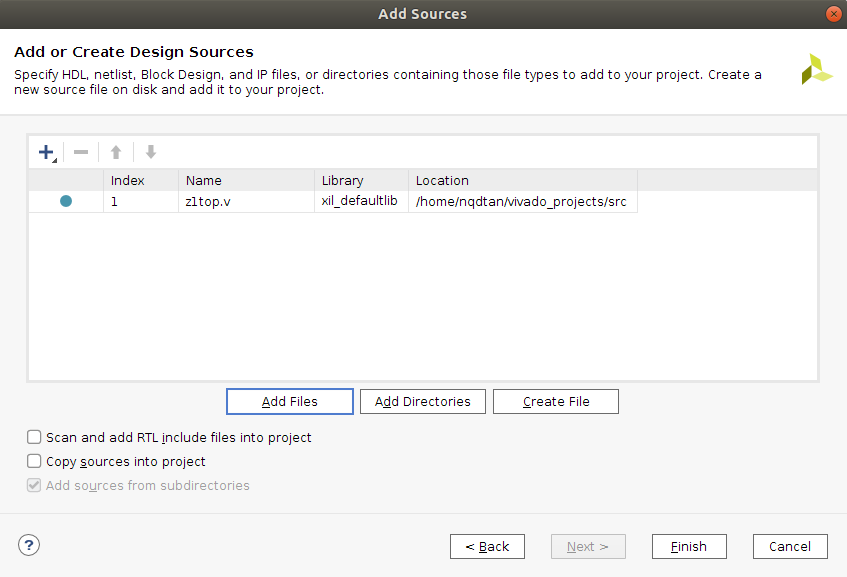 Add Sources
Add or Create Design Sources
Specify HDL, netlist, Block Design, and IP files, or directories containing those file types to add to your project. Create a
new source file on disk and add it to your project.
Index Name Library Location
1 z1top.v xil_defaultlib /home/nqdtan/vivado_projects/src
Add Files Add Directories Create File
Scan and add RTL include files into project
Copy sources into project
Add sources from subdirectories
? < Back Next > Finish Cancel